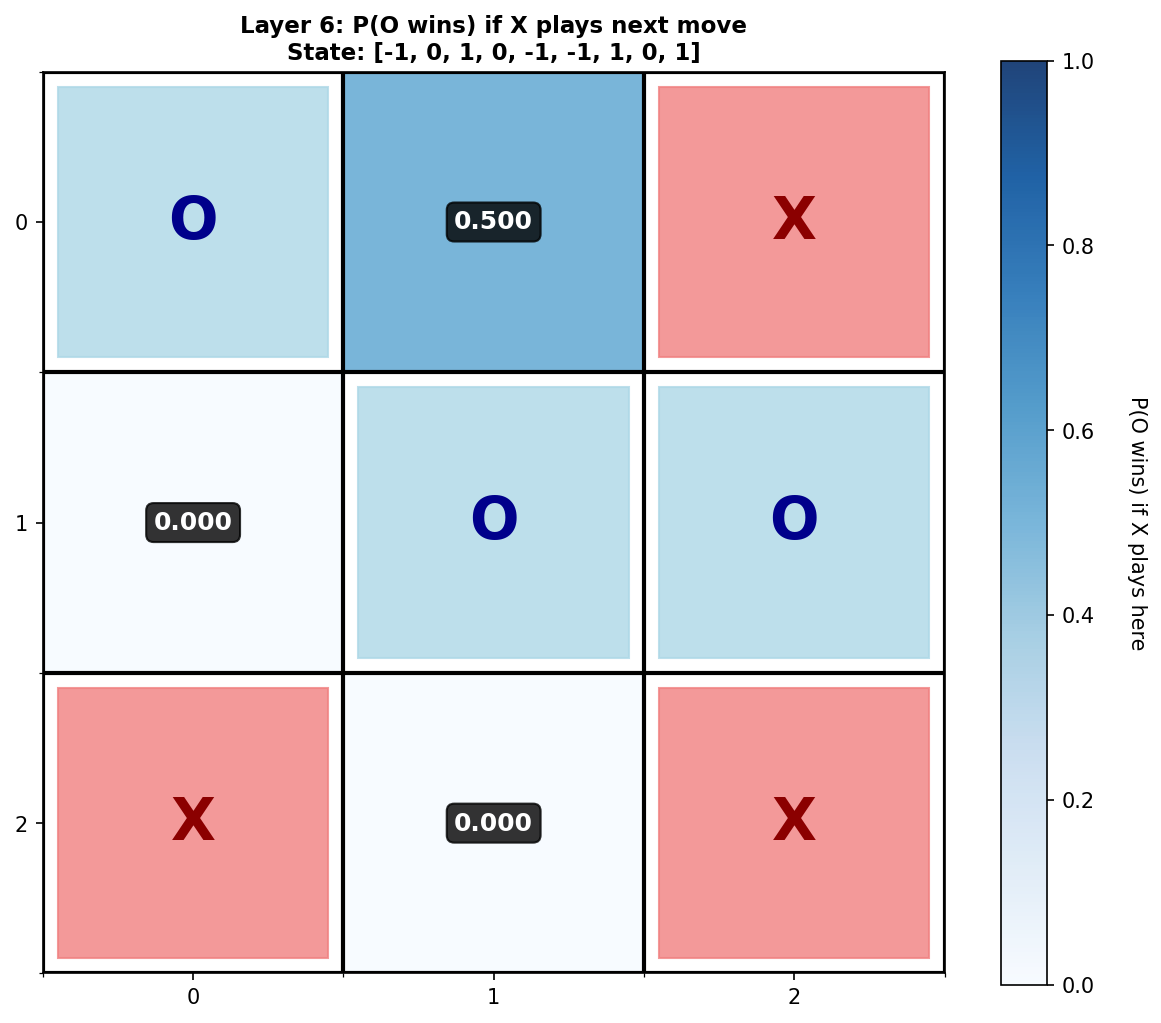 Layer 6: P(O wins) if X plays next move
State: [-1, 0, 1, 0, -1, -1, 1, 0, 1]
0
O
0.500
X
1
0.000
O
O
2
X
0.000
X
0
1
2
1.0
0.8
0.6
0.4
0.2
0.0
P(O wins) if X plays here